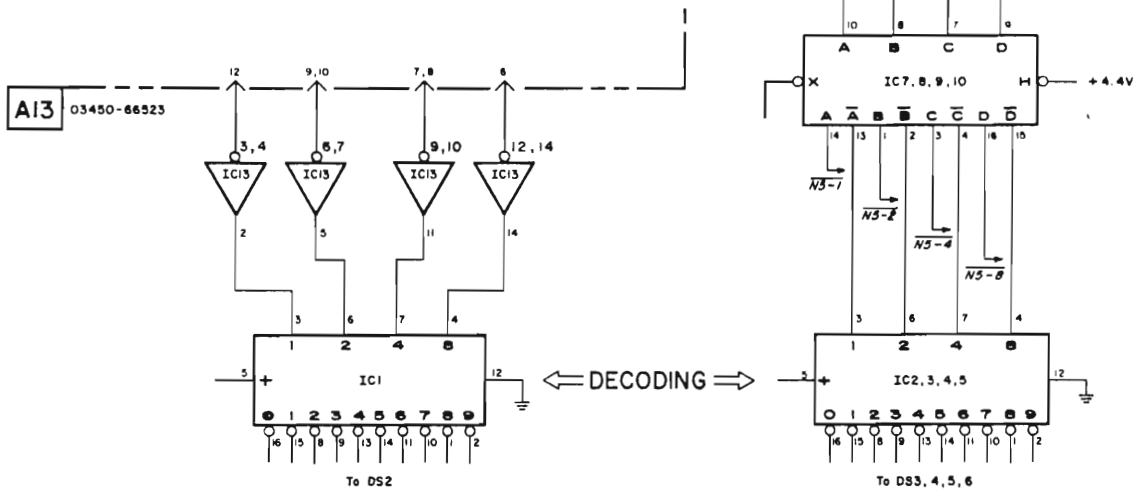 10 8 7 9
A B C D
12 9,10 7,8 6
X IC7,8,9,10 H +4.4V
A13 03450-66523
A A̅ B B̅ C C̅ D D̅
14 13 1 2 3 4 16 15
3,4 6,7 9,10 12,14
IC13 IC13 IC13 IC13
N5-1
N5-2
2 5 11 14
N5-4
N5-8
3 6 7 4
3 6 7 4
1 2 4 8
1 2 4 8
5 + IC1 12
DECODING
5 + IC2,3,4,5 12
0 1 2 3 4 5 6 7 8 9
0 1 2 3 4 5 6 7 8 9
16 15 8 9 13 14 11 10 1 2
16 15 8 9 13 14 11 10 1 2
To DS2
To DS3,4,5,6